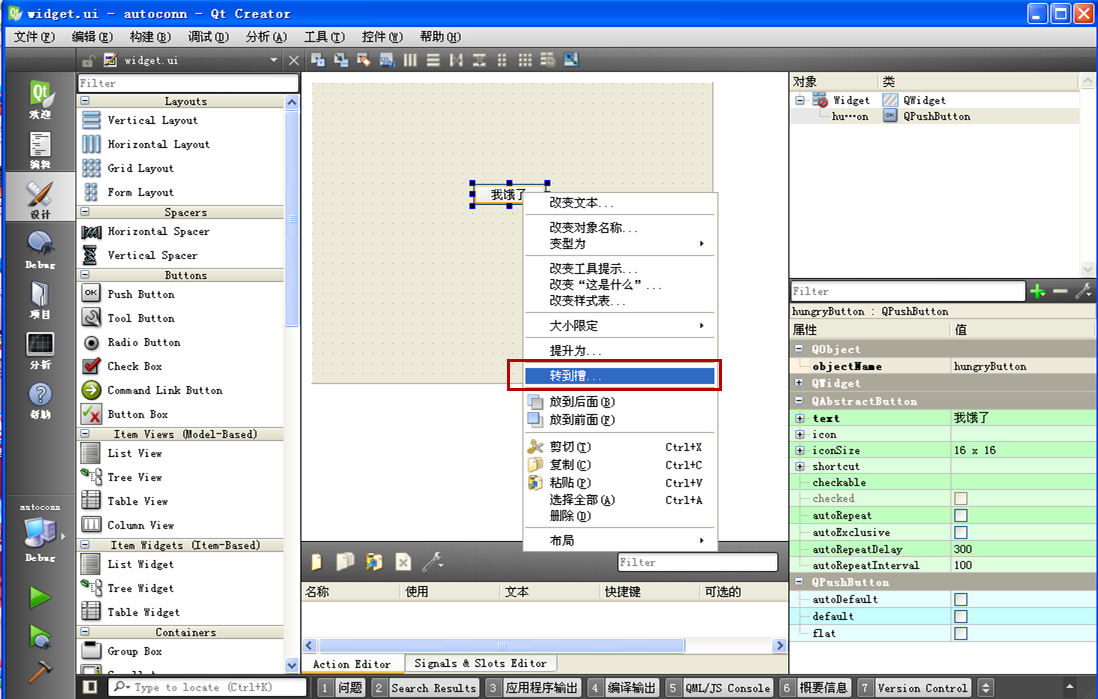 widget.ui - autoconn - Qt Creator
文件(F) 编辑(E) 构建(B) 调试(D) 分析(A) 工具(T) 控件(W) 帮助(H)
widget.ui
欢迎
编辑
设计
Debug
项目
分析
帮助
autoconn
Debug
Filter
Layouts
Vertical Layout
Horizontal Layout
Grid Layout
Form Layout
Spacers
Horizontal Spacer
Vertical Spacer
Buttons
Push Button
Tool Button
Radio Button
Check Box
Command Link Button
Button Box
Item Views (Model-Based)
List View
Tree View
Table View
Column View
Item Widgets (Item-Based)
List Widget
Tree Widget
Table Widget
Containers
Group Box
我饿了
改变文本...
改变对象名称...
变型为
改变工具提示...
改变“这是什么”...
改变样式表...
大小限定
提升为...
转到槽...
放到后面(B)
放到前面(F)
剪切(T) Ctrl+X
复制(C) Ctrl+C
粘贴(P) Ctrl+V
选择全部(A) Ctrl+A
删除(D)
布局
Filter
名称 使用 文本 快捷键 可选的
Action Editor Signals & Slots Editor
对象 类
Widget QWidget
hu…on QPushButton
Filter
hungryButton : QPushButton
属性 值
QObject
objectName hungryButton
QWidget
QAbstractButton
text 我饿了
icon
iconSize 16 x 16
shortcut
checkable
checked
autoRepeat
autoExclusive
autoRepeatDelay 300
autoRepeatInterval 100
QPushButton
autoDefault
default
flat
Type to locate (Ctrl+K) 1 问题 2 Search Results 3 应用程序输出 4 编译输出 5 QML/JS Console 6 概要信息 7 Version Control